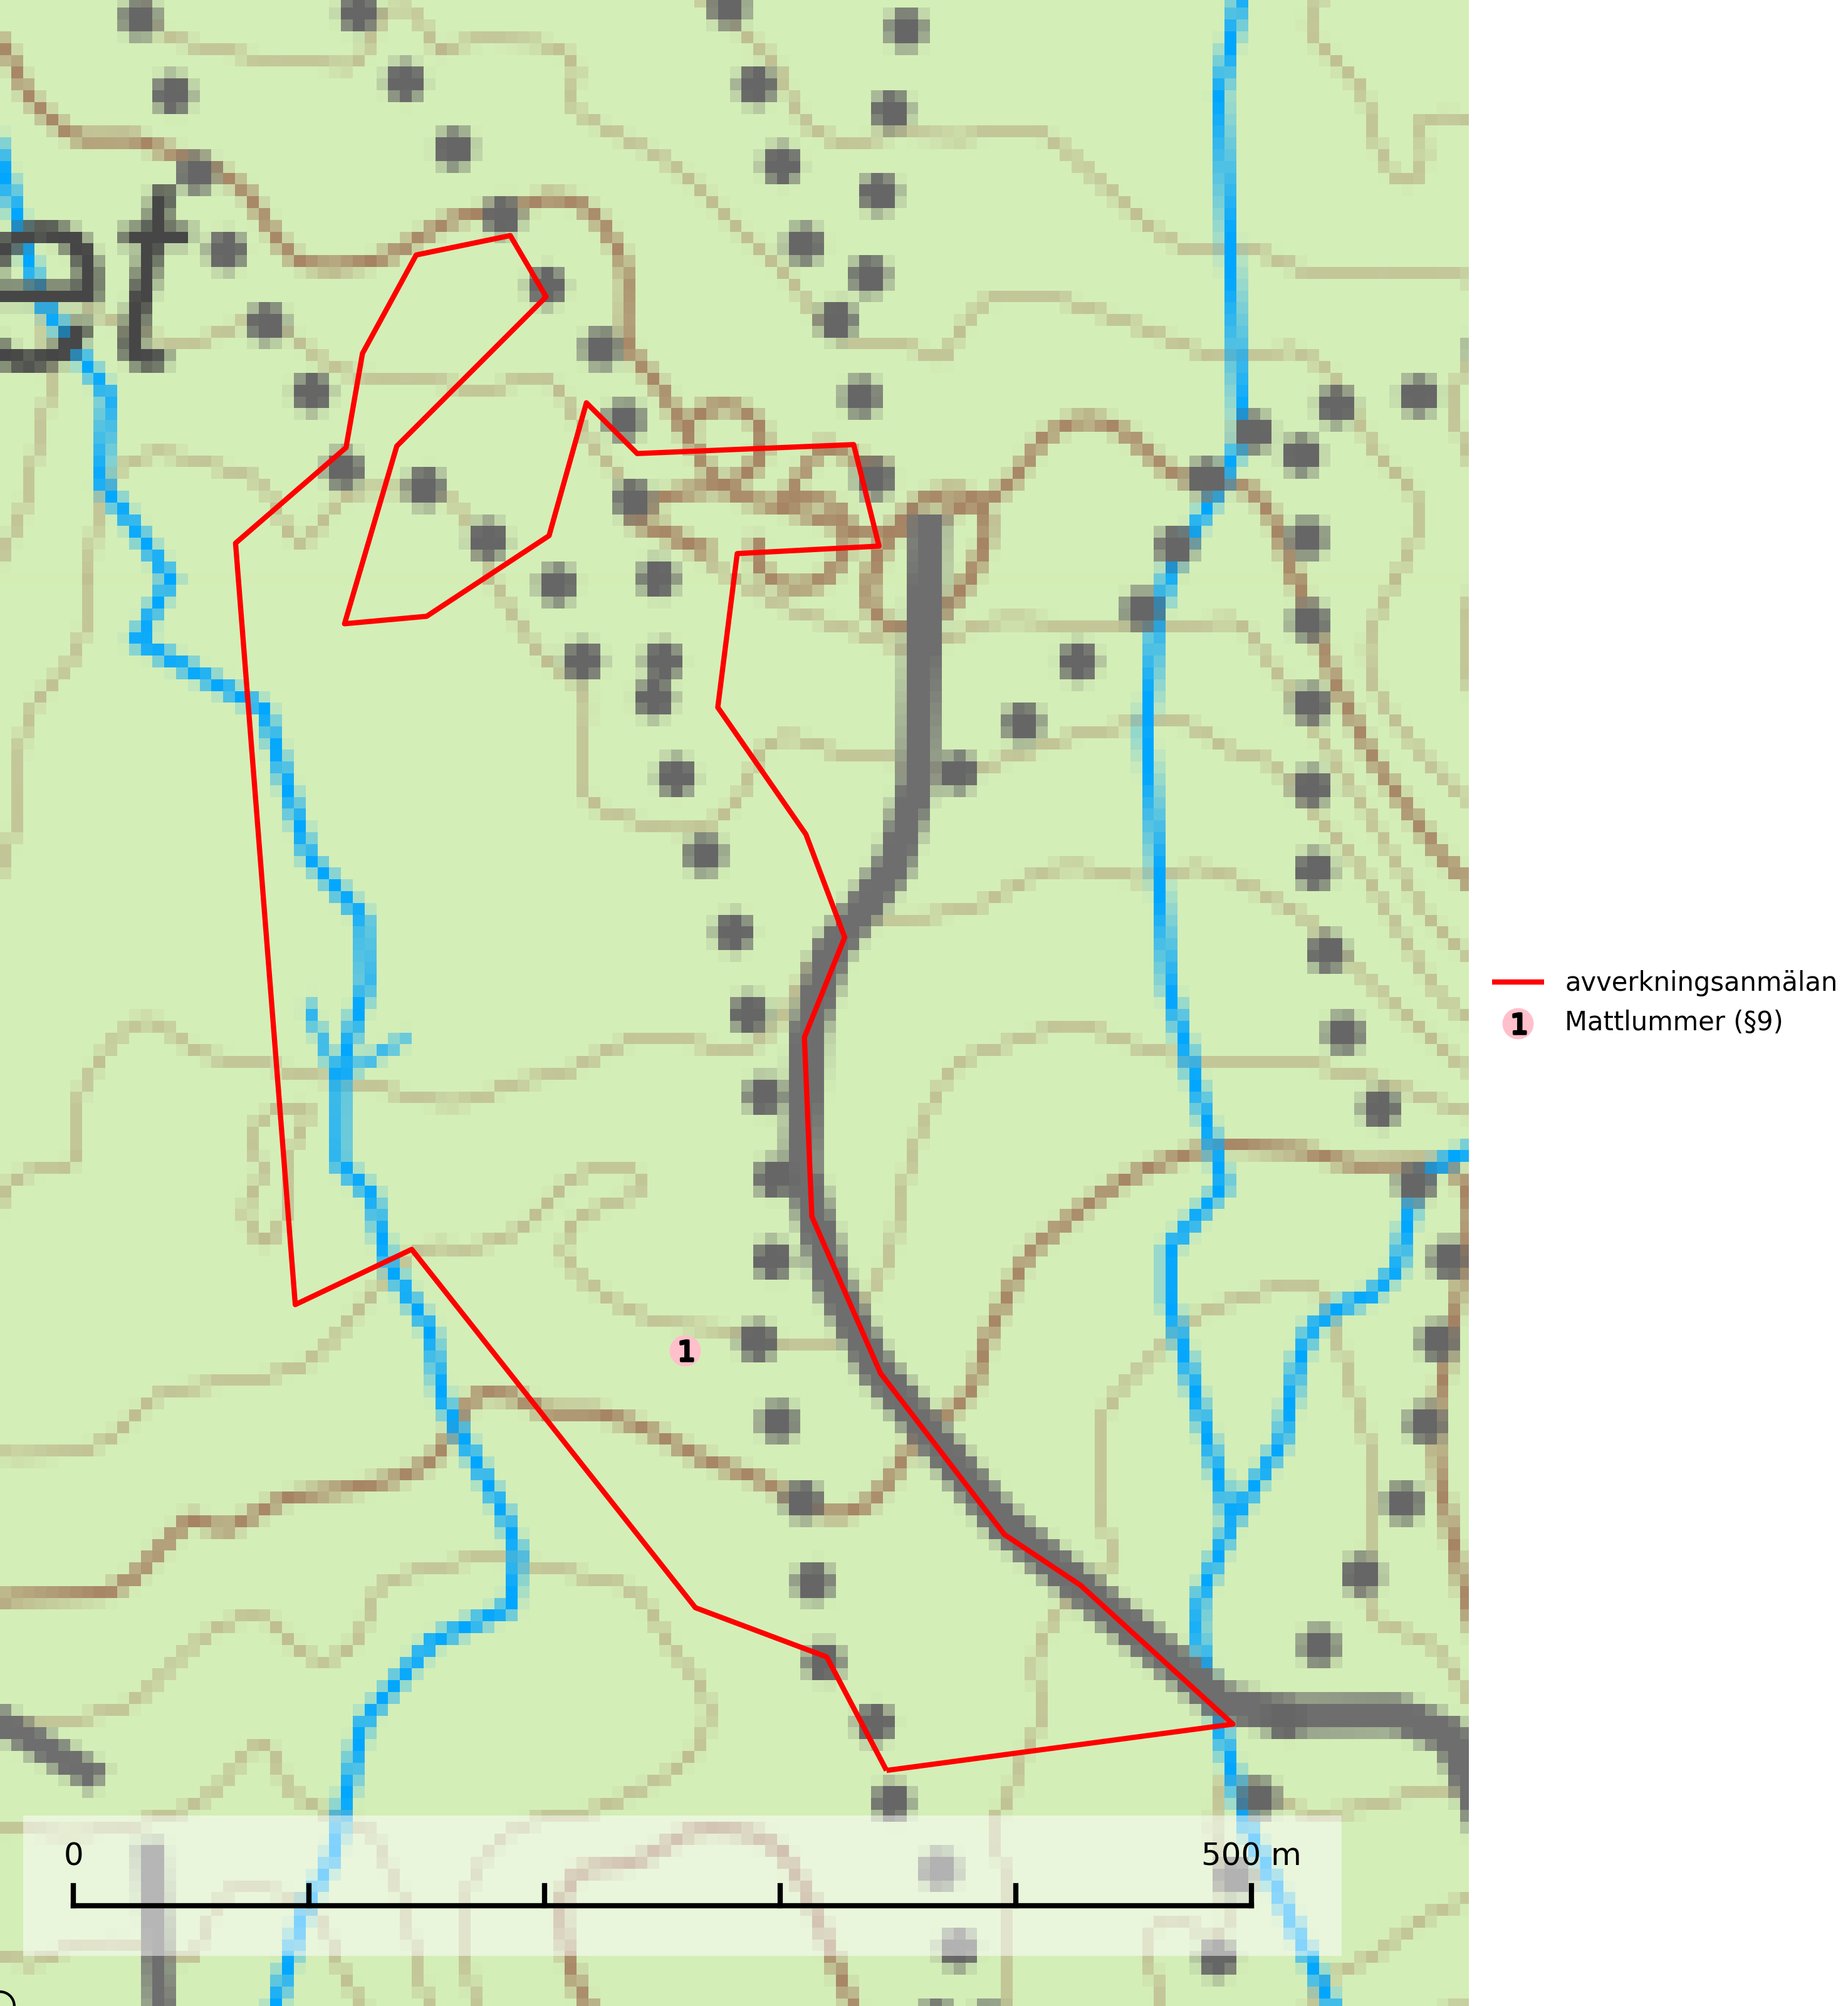 t
avverkningsanmälan
1 Mattlummer (§9)
1
0 500 m